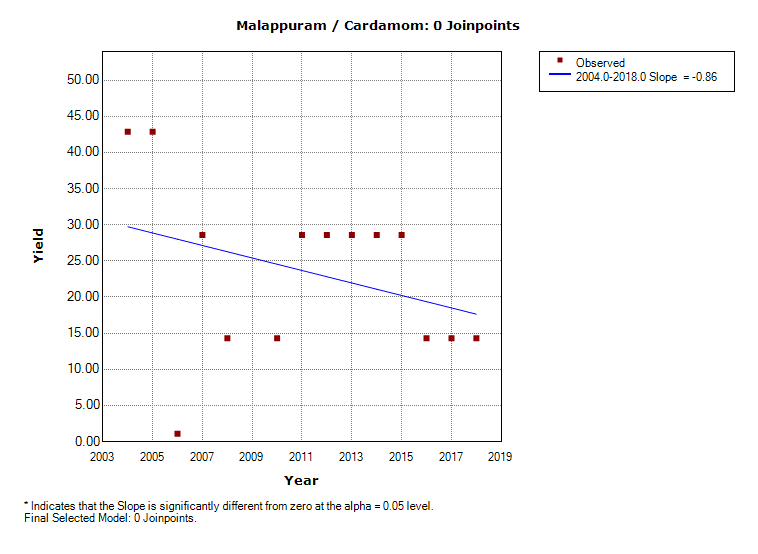 Malappuram / Cardamom: 0 Joinpoints
Observed
2004.0-2018.0 Slope = -0.86
50.00
45.00
40.00
35.00
30.00
25.00
20.00
15.00
10.00
5.00
0.00
Yield
2003 2005 2007 2009 2011 2013 2015 2017 2019
Year
* Indicates that the Slope is significantly different from zero at the alpha = 0.05 level.
Final Selected Model: 0 Joinpoints.